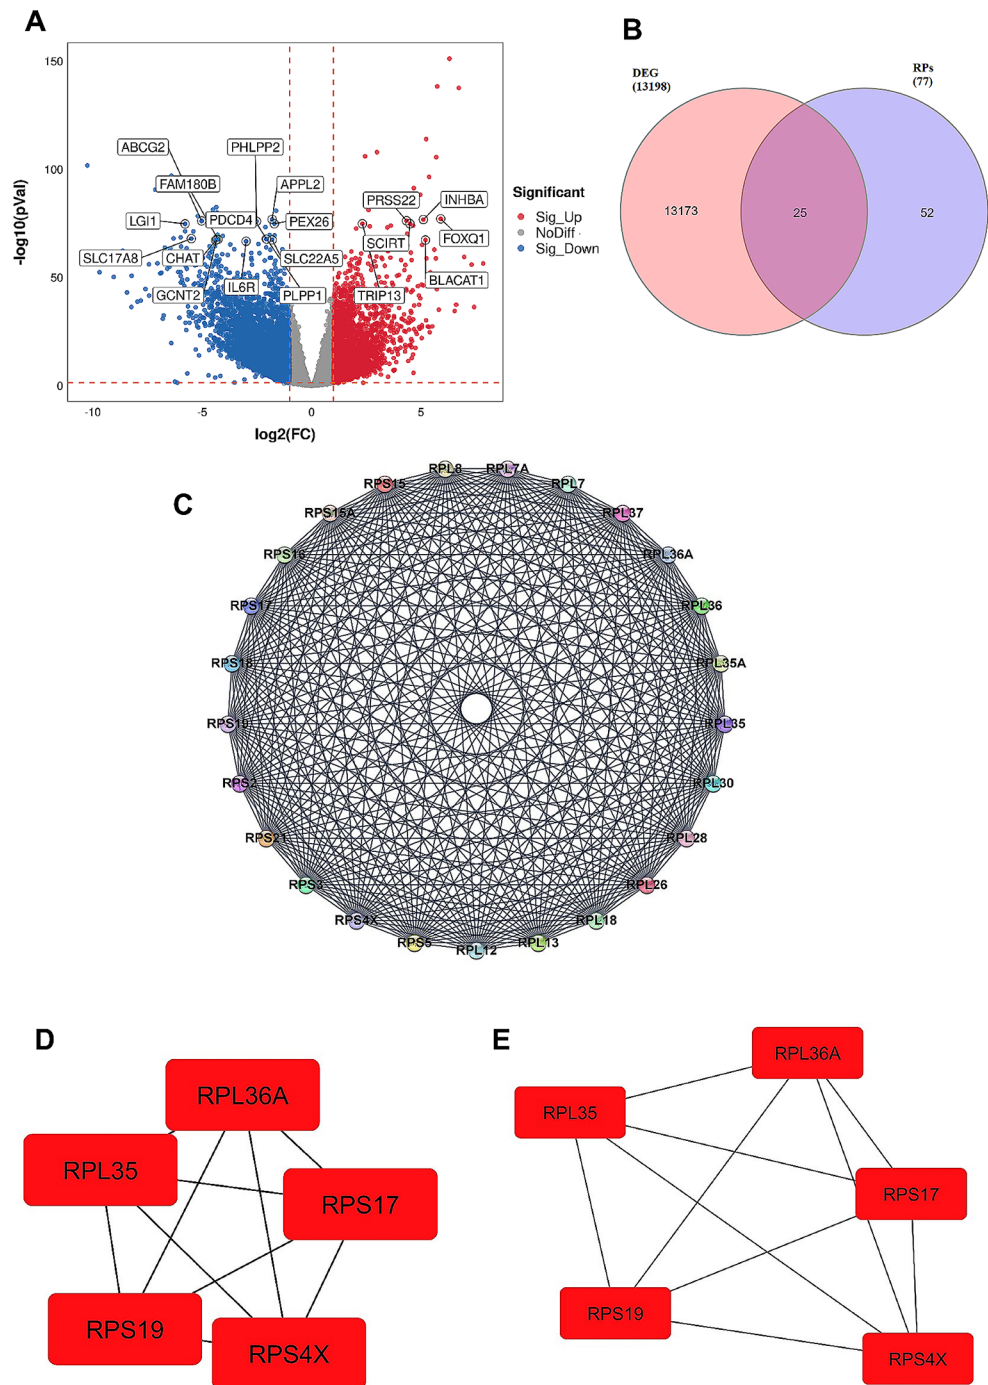 A
150
100
50
0
-10
-5
0
5
-log10(pVal)
log2(FC)
ABCG2
PHLPP2
FAM180B
APPL2
LGI1
PDCD4
PEX26
SLC17A8
CHAT
SLC22A5
GCNT2
IL6R
PLPP1
PRSS22
INHBA
SCIRT
FOXQ1
BLACAT1
TRIP13
Significant
Sig_Up
NoDiff
Sig_Down
B
DEG
(13198)
RPs
(77)
13173
25
52
C
RPL8
RPL7A
RPS15
RPL7
RPS15A
RPL37
RPS16
RPL36A
RPS17
RPL36
RPS18
RPL35A
RPS19
RPL35
RPS2
RPL30
RPS21
RPL28
RPS3
RPL26
RPS4X
RPL18
RPS5
RPL12
RPL13
D
RPL36A
RPL35
RPS17
RPS19
RPS4X
E
RPL36A
RPL35
RPS17
RPS19
RPS4X